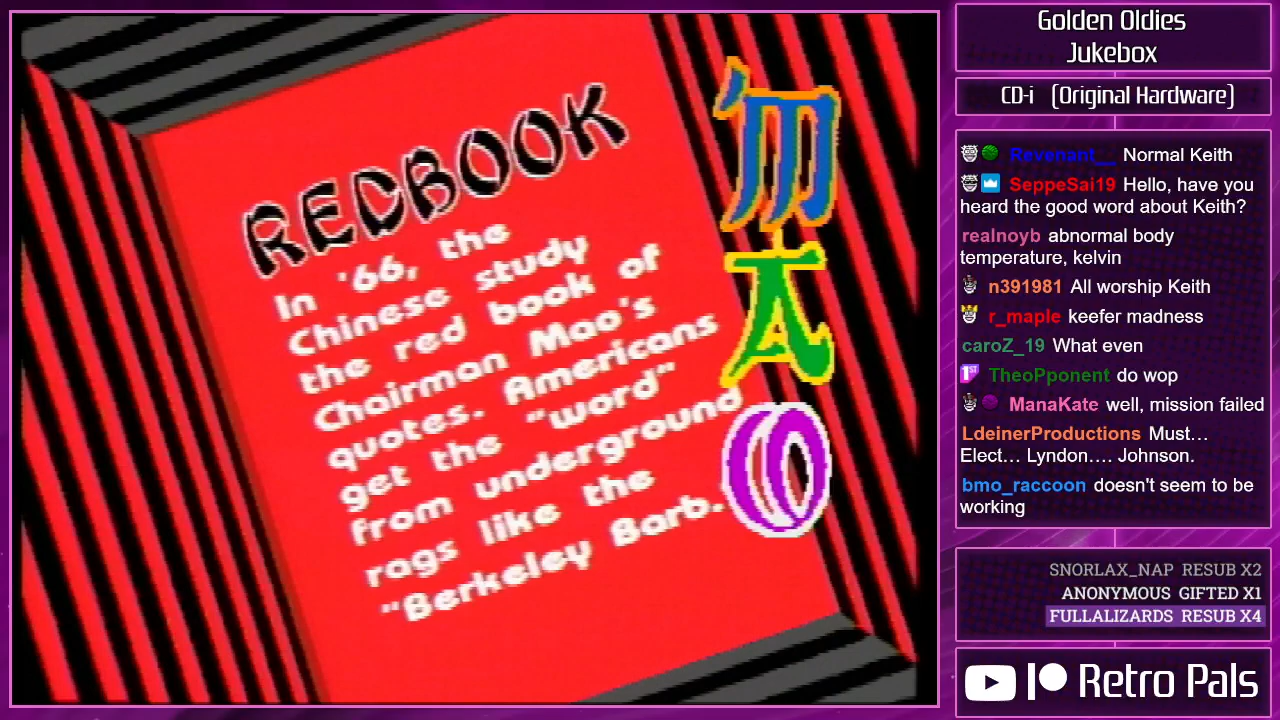 REDBOOK
In '66, the
Chinese study
the red book of
Chairman Mao's
quotes. Americans
get the "word"
from underground
rags like the
"Berkeley Barb.
MAO
Golden Oldies
Jukebox
CD-i (Original Hardware)
Revenant__ Normal Keith
SeppeSai19 Hello, have you
heard the good word about Keith?
realnoyb abnormal body
temperature, kelvin
n391981 All worship Keith
r_maple keefer madness
caroZ_19 What even
1ST TheoPponent do wop
ManaKate well, mission failed
LdeinerProductions Must…
Elect… Lyndon…. Johnson.
bmo_raccoon doesn't seem to be
working
SNORLAX_NAP RESUB X2
ANONYMOUS GIFTED X1
FULLALIZARDS RESUB X4
Retro Pals